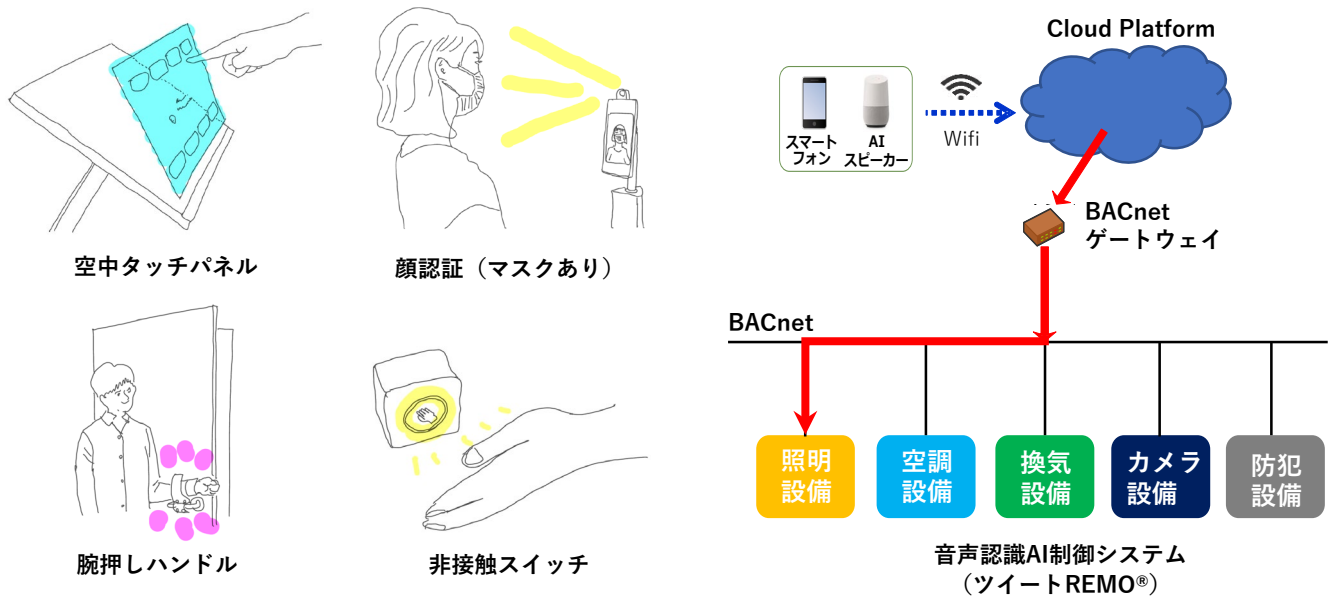 空中タッチパネル
顔認証（マスクあり）
腕押しハンドル
非接触スイッチ
Cloud Platform
スマート
フォン
AI
スピーカー
Wifi
BACnet
ゲートウェイ
BACnet
照明
設備
空調
設備
換気
設備
カメラ
設備
防犯
設備
音声認識AI制御システム
（ツイートREMO®）